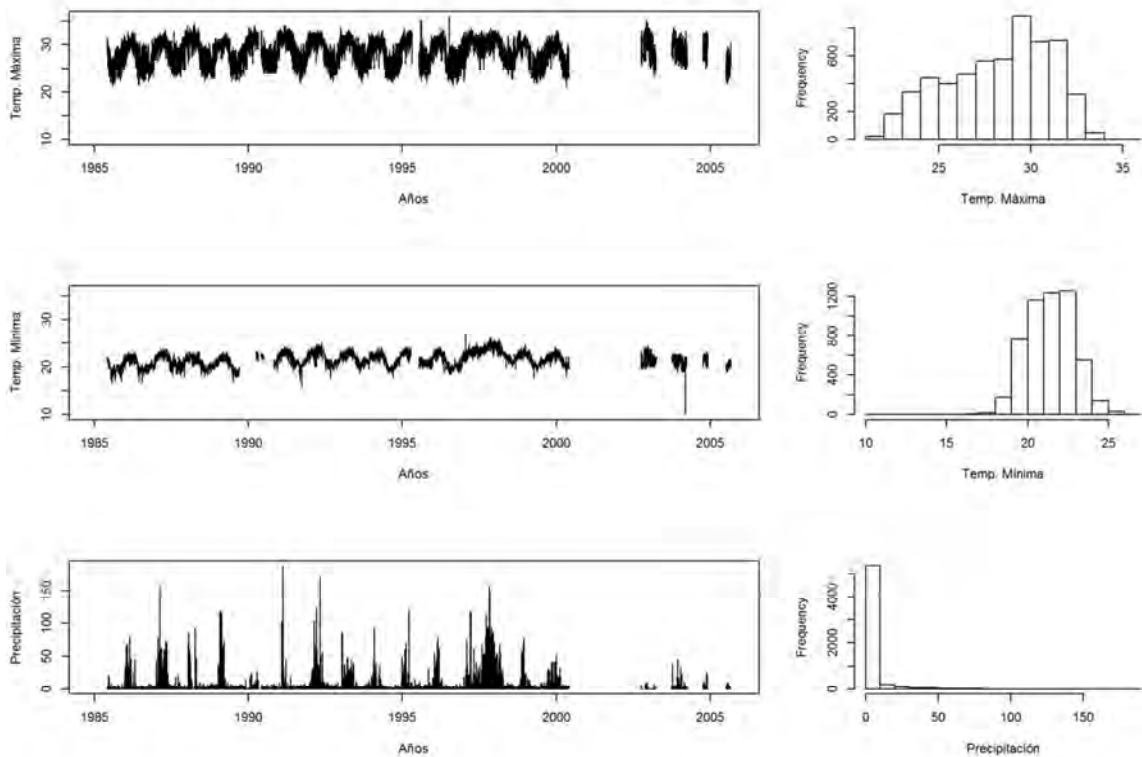 Temp. Máxima
10 20 30
1985 1990 1995 2000 2005
Años
Frequency
0 200 600
25 30 35
Temp. Máxima
Temp. Mínima
10 20 30
1985 1990 1995 2000 2005
Años
Frequency
0 400 800 1200
10 15 20 25
Temp. Mínima
Precipitación
0 50 100 150
1985 1990 1995 2000 2005
Años
Frequency
0 2000 4000
0 50 100 150
Precipitación